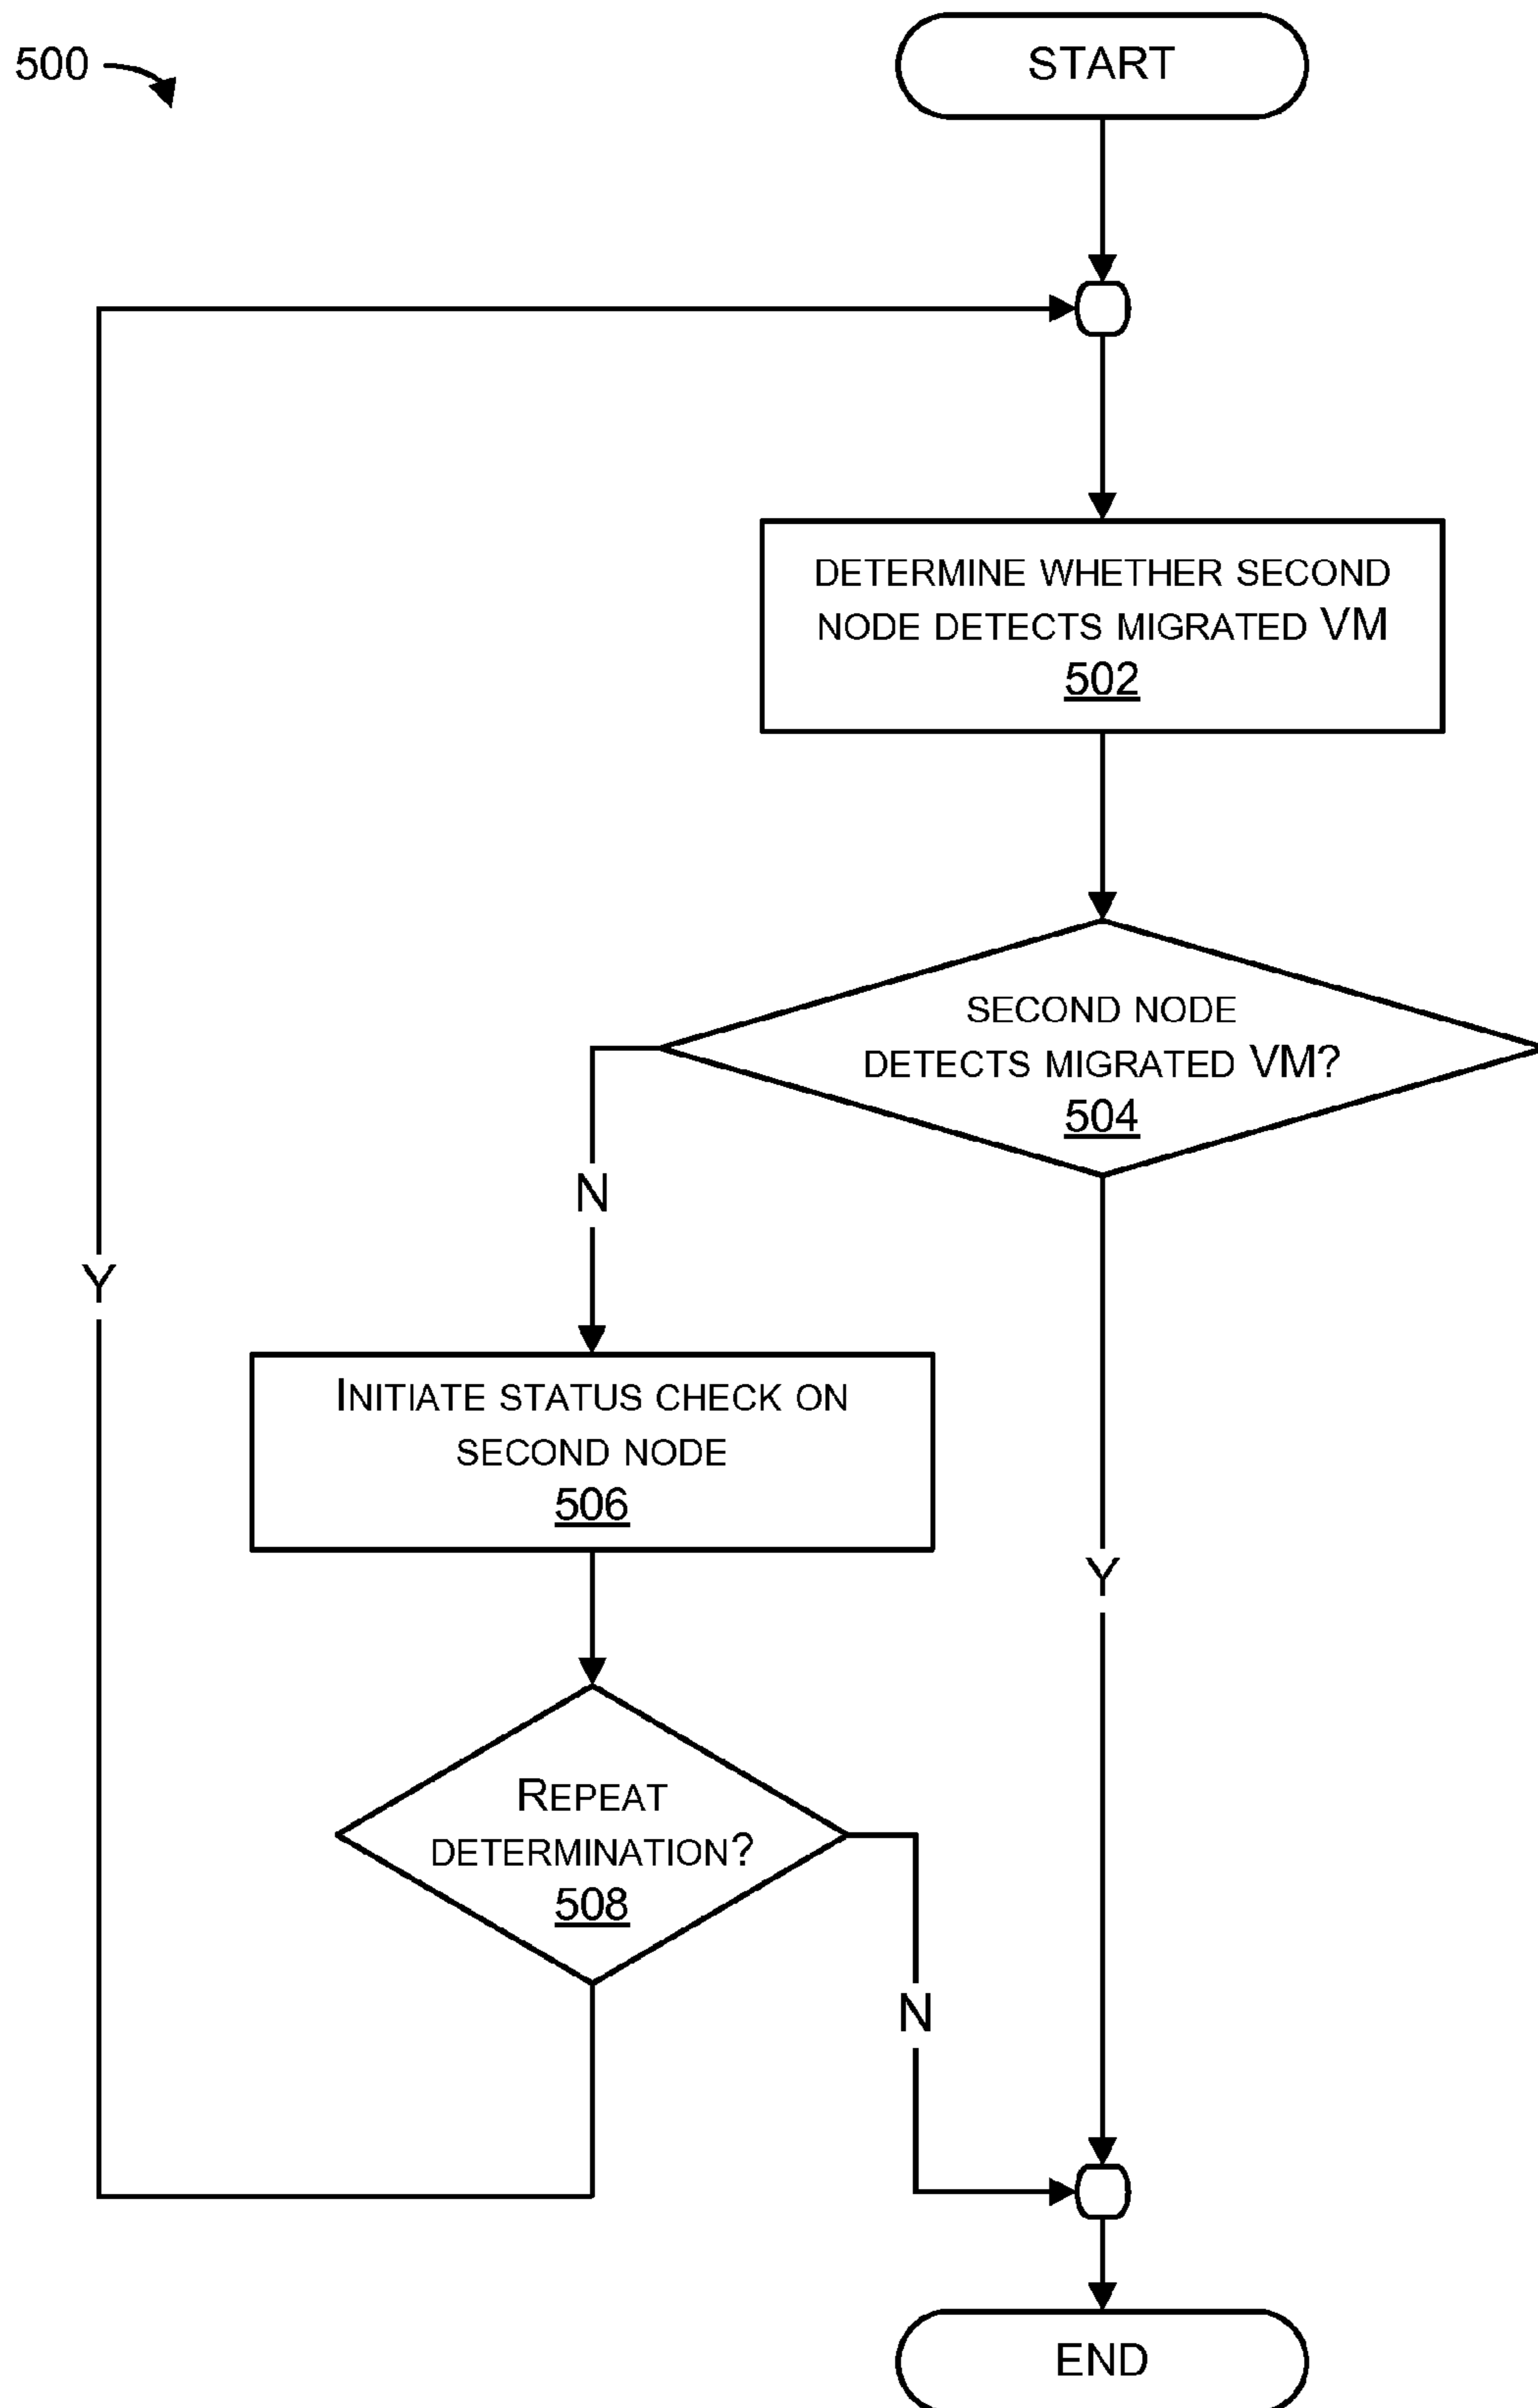 500
START
DETERMINE WHETHER SECOND
NODE DETECTS MIGRATED VM
502
SECOND NODE
DETECTS MIGRATED VM?
504
N
Y
INITIATE STATUS CHECK ON
SECOND NODE
506
Y
REPEAT
DETERMINATION?
508
N
END